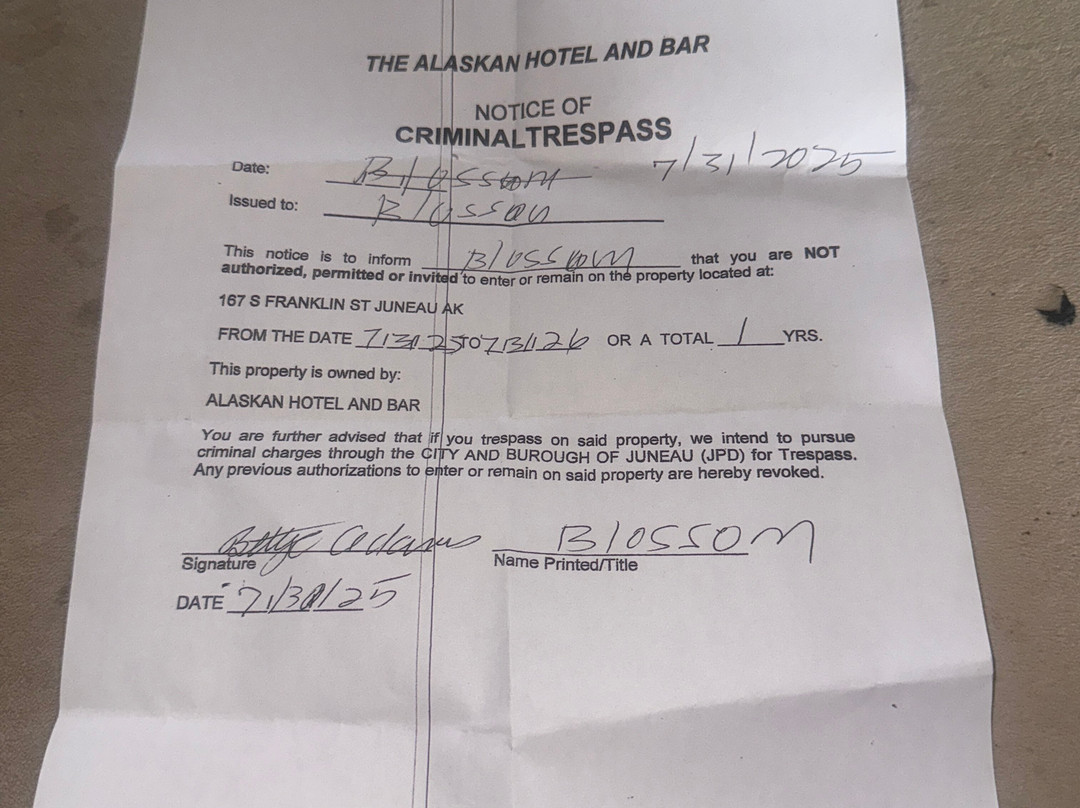 THE ALASKAN HOTEL AND BAR
NOTICE OF
CRIMINALTRESPASS
Date: Blossom 7/31/2025
Issued to: Blossom
This notice is to inform Blossom that you are NOT
authorized, permitted or invited to enter or remain on the property located at:
167 S FRANKLIN ST JUNEAU AK
FROM THE DATE 7/31/25 TO 7/31/26 OR A TOTAL 1 YRS.
This property is owned by:
ALASKAN HOTEL AND BAR
You are further advised that if you trespass on said property, we intend to pursue
criminal charges through the CITY AND BOROUGH OF JUNEAU (JPD) for Trespass.
Any previous authorizations to enter or remain on said property are hereby revoked.
Adams BlOSSOM
Signature Name Printed/Title
DATE 7/31/25